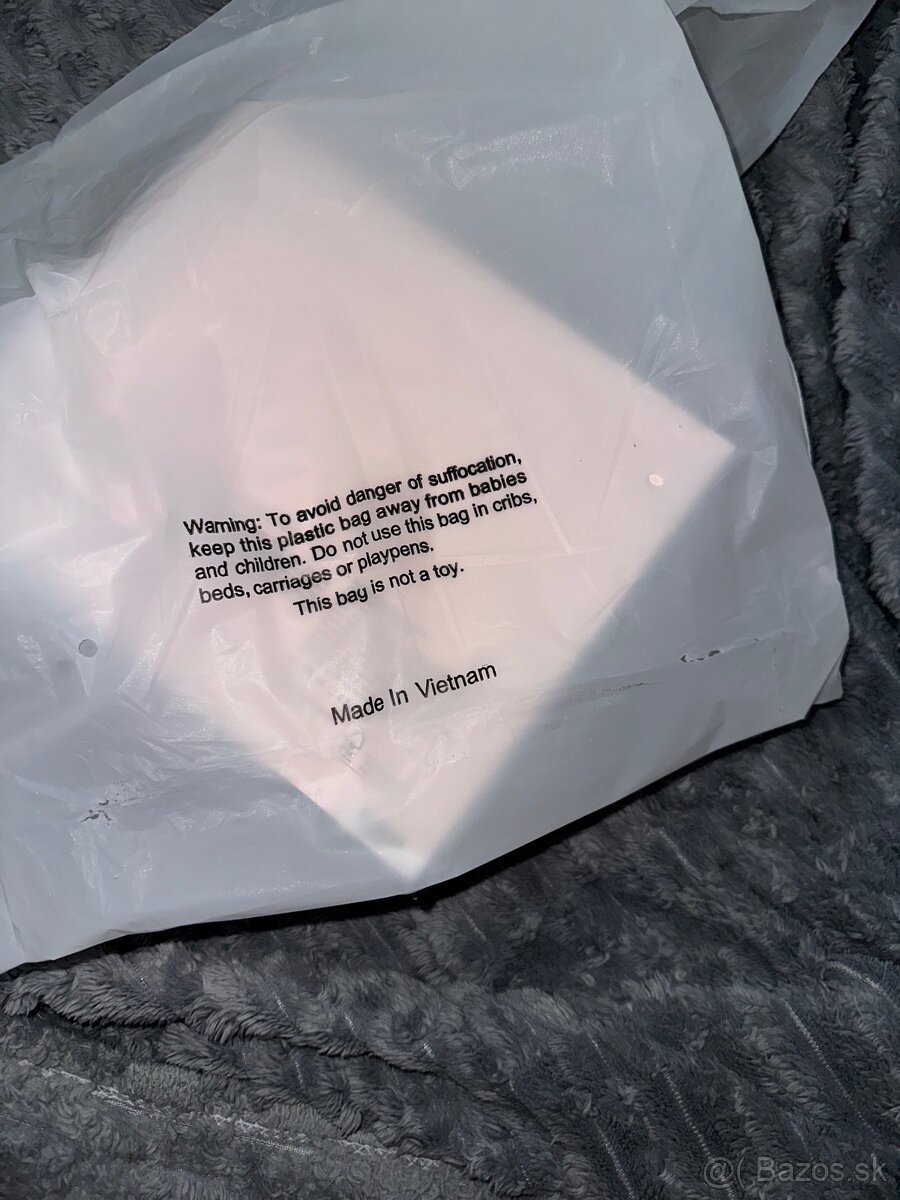 Warning: To avoid danger of suffocation,
keep this plastic bag away from babies
and children. Do not use this bag in cribs,
beds, carriages or playpens.
This bag is not a toy.
Made In Vietnam
@( Bazos.sk